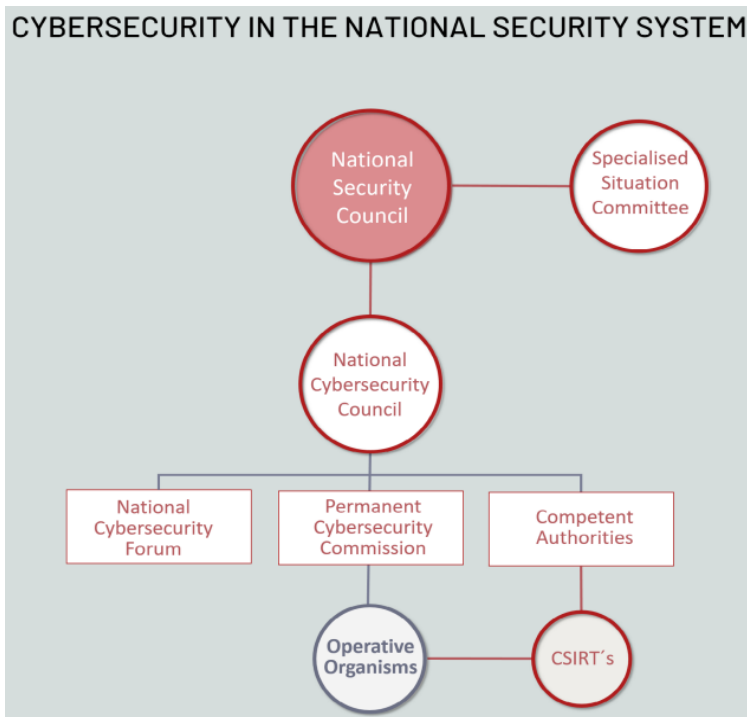 CYBERSECURITY IN THE NATIONAL SECURITY SYSTEM
National
Security
Council
Specialised
Situation
Committee
National
Cybersecurity
Council
National
Cybersecurity
Forum
Permanent
Cybersecurity
Commission
Competent
Authorities
Operative
Organisms
CSIRT´s